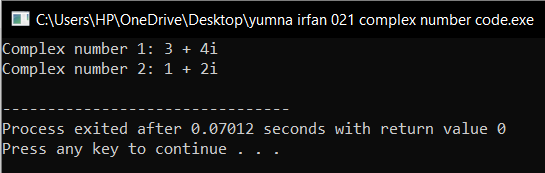 C:\Users\HP\OneDrive\Desktop\yumna irfan 021 complex number code.exe
Complex number 1: 3 + 4i
Complex number 2: 1 + 2i
--------------------------------
Process exited after 0.07012 seconds with return value 0
Press any key to continue . . .